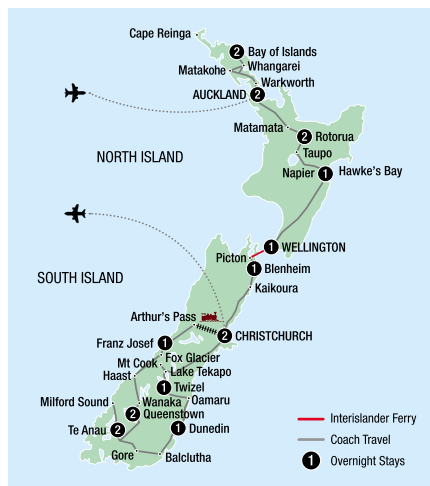 Cape Reinga
2 Bay of Islands
Whangarei
Matakohe
Warkworth
AUCKLAND 2
Matamata
2 Rotorua
Taupo
NORTH ISLAND
Napier 1 Hawke's Bay
1 WELLINGTON
Picton
1 Blenheim
SOUTH ISLAND
Kaikoura
Arthur's Pass
2 CHRISTCHURCH
Franz Josef 1
Fox Glacier
Mt Cook
Lake Tekapo
Haast
1 Twizel
Milford Sound
Wanaka
Oamaru
2 Queenstown
Te Anau 2
1 Dunedin
Gore
Balclutha
Interislander Ferry
Coach Travel
1 Overnight Stays